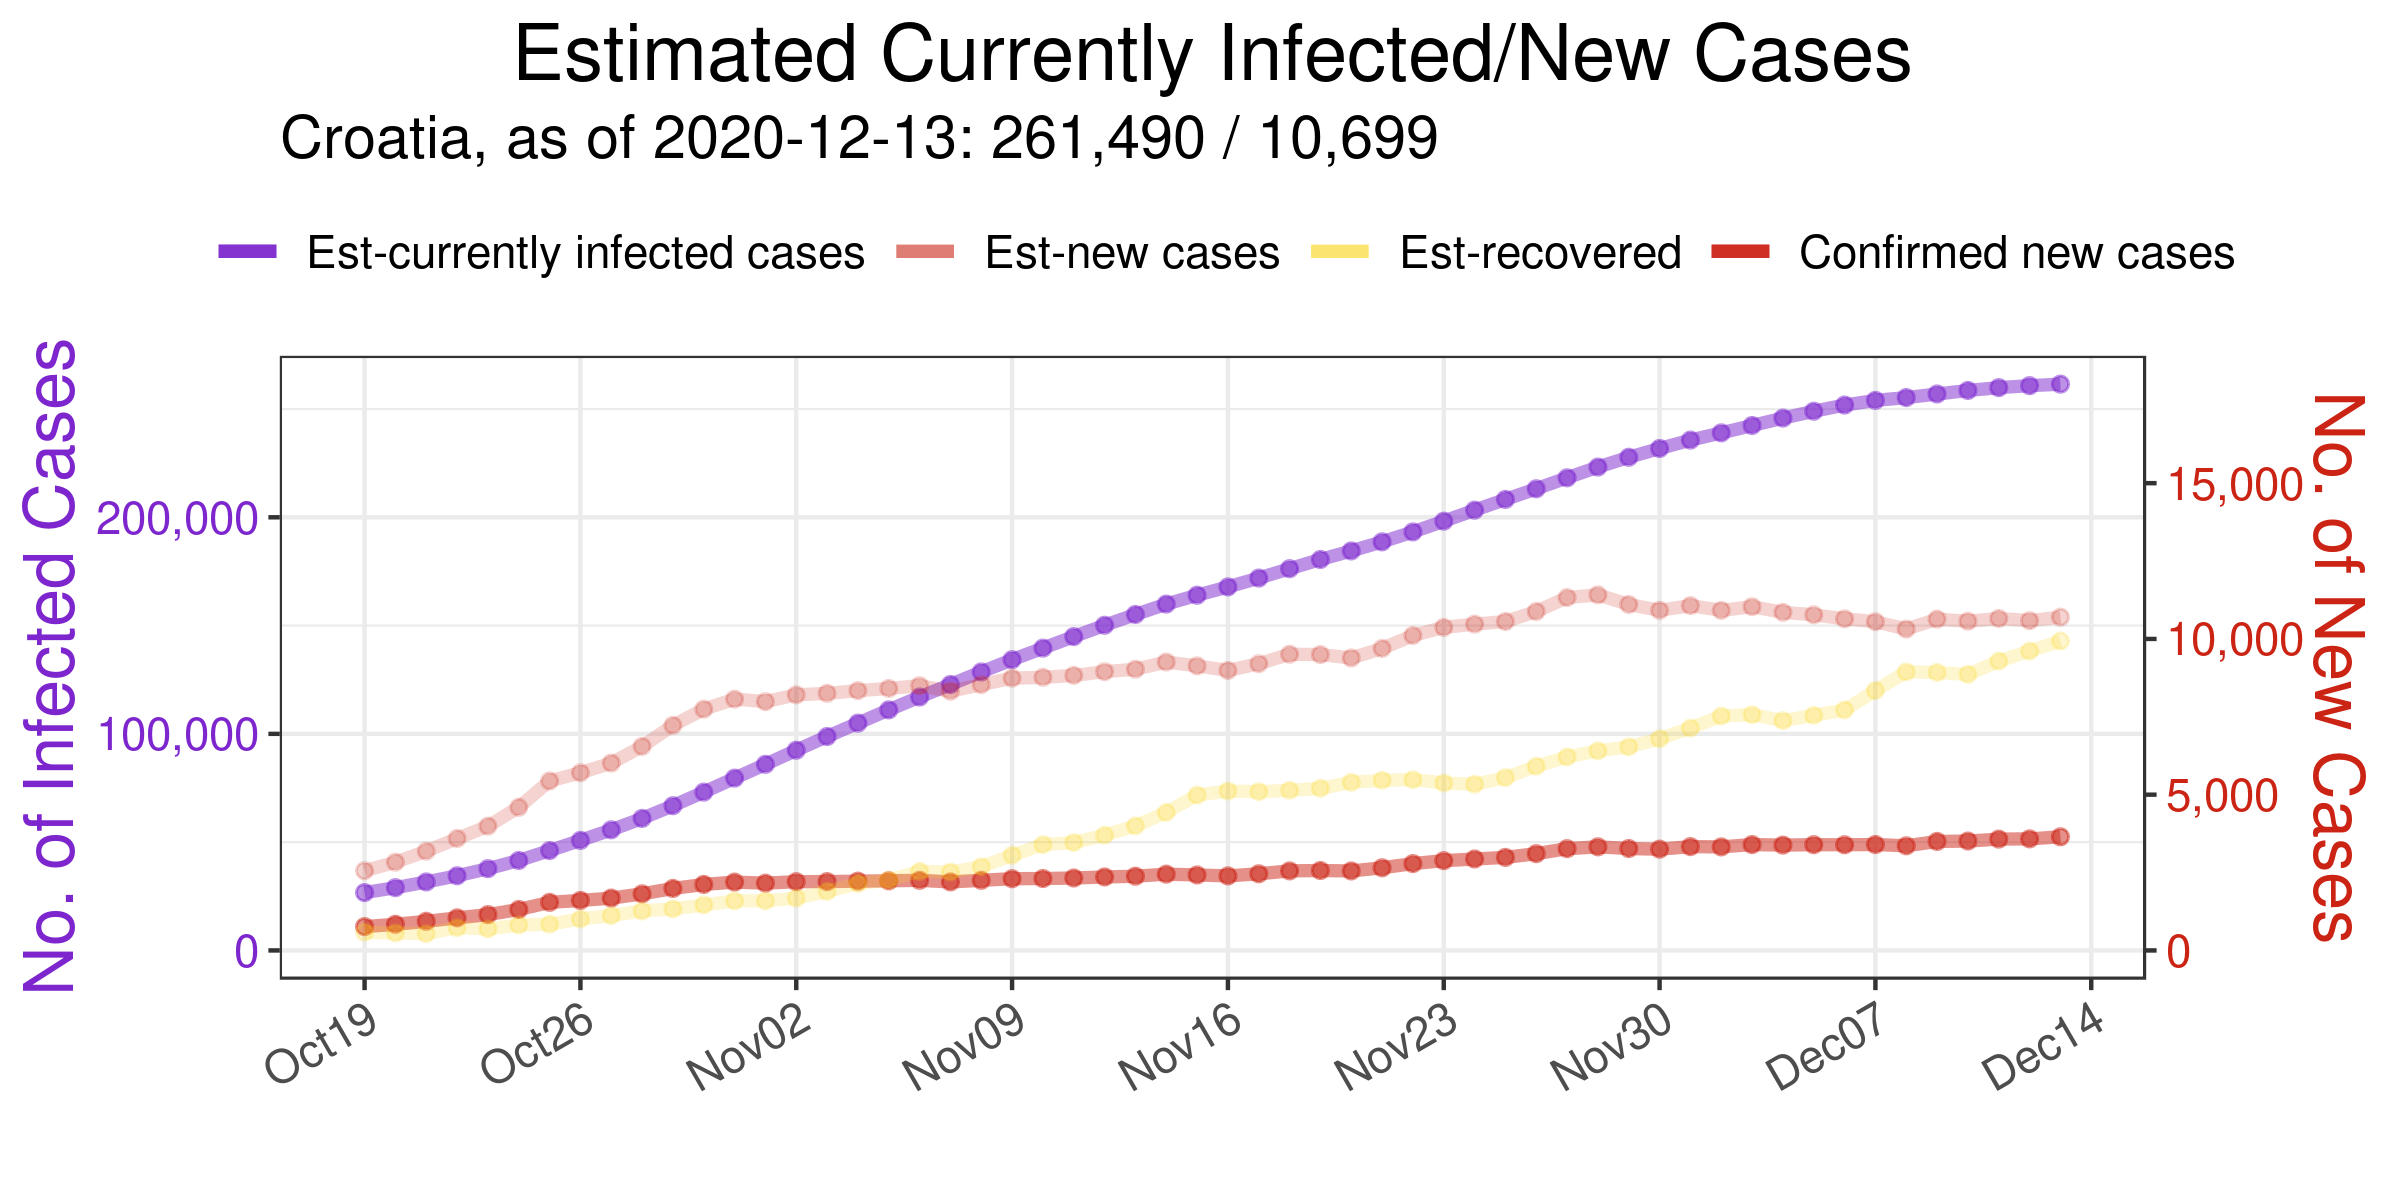 Estimated Currently Infected/New Cases
Croatia, as of 2020-12-13: 261,490 / 10,699
Est-currently infected cases Est-new cases Est-recovered Confirmed new cases
No. of Infected Cases
200,000
100,000
0
15,000
10,000
5,000
0
No. of New Cases
Oct19 Oct26 Nov02 Nov09 Nov16 Nov23 Nov30 Dec07 Dec14